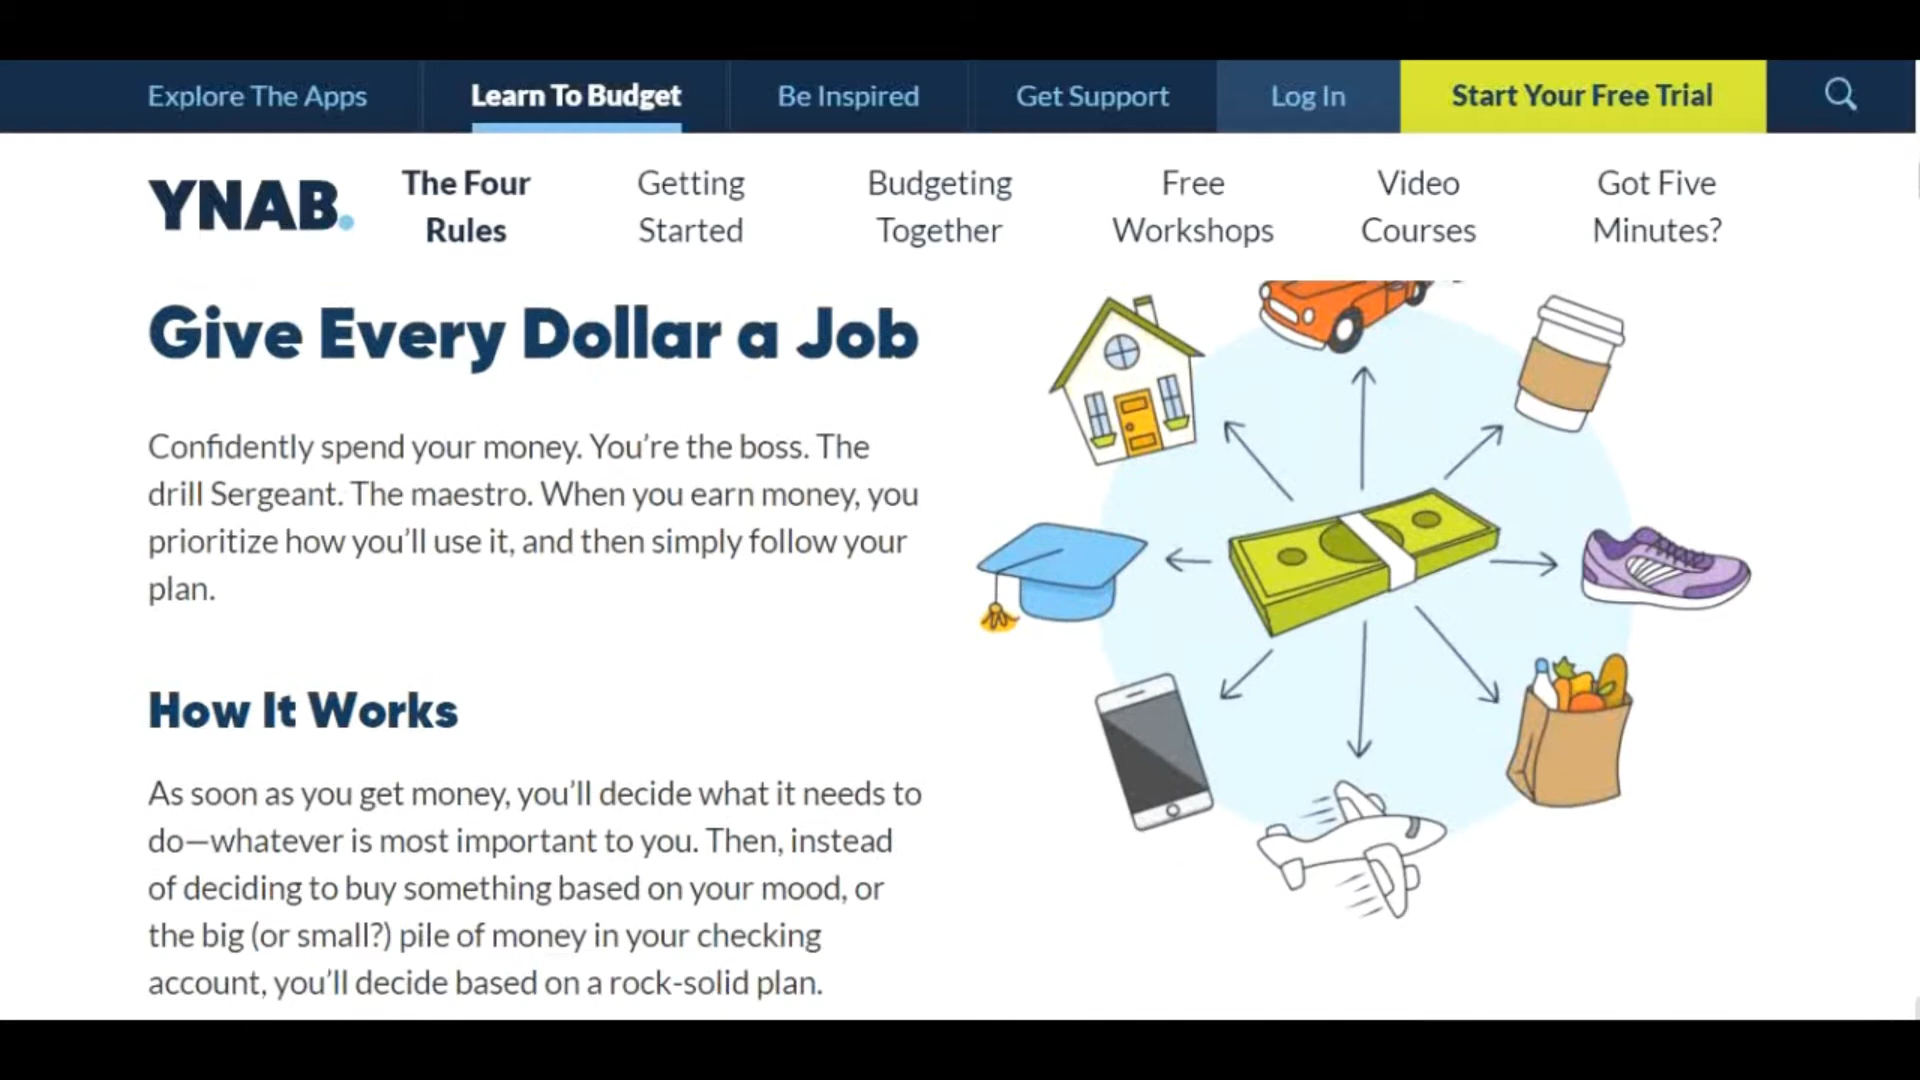 Explore The Apps
Learn To Budget
Be Inspired
Get Support
Log In
Start Your Free Trial
YNAB.
The Four
Rules
Getting
Started
Budgeting
Together
Free
Workshops
Video
Courses
Got Five
Minutes?
Give Every Dollar a Job
Confidently spend your money. You’re the boss. The
drill Sergeant. The maestro. When you earn money, you
prioritize how you’ll use it, and then simply follow your
plan.
How It Works
As soon as you get money, you’ll decide what it needs to
do—whatever is most important to you. Then, instead
of deciding to buy something based on your mood, or
the big (or small?) pile of money in your checking
account, you’ll decide based on a rock-solid plan.